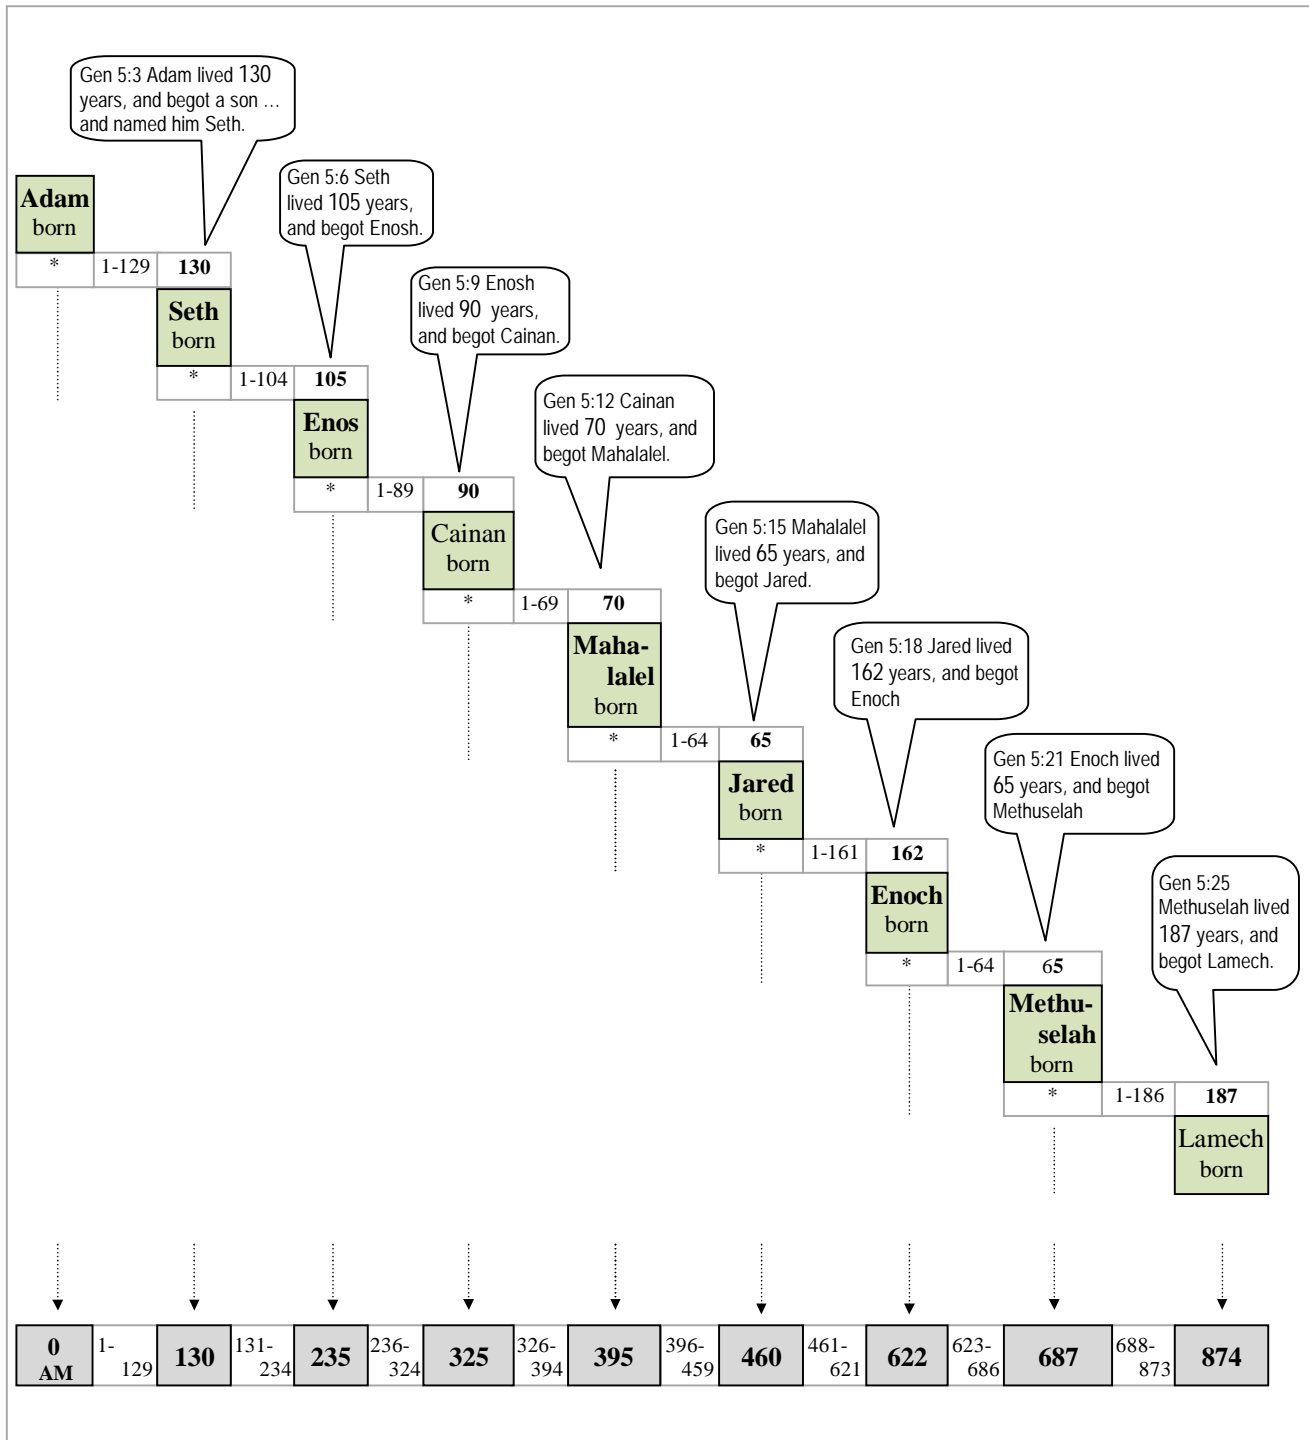 Gen 5:3 Adam lived 130
years, and begot a son …
and named him Seth.
Adam
born
* 1-129 130
Gen 5:6 Seth
lived 105 years,
and begot Enosh.
Seth
born
* 1-104 105
Gen 5:9 Enosh
lived 90 years,
and begot Cainan.
Enos
born
* 1-89 90
Gen 5:12 Cainan
lived 70 years, and
begot Mahalalel.
Cainan
born
* 1-69 70
Gen 5:15 Mahalalel
lived 65 years, and
begot Jared.
Maha-
lalel
born
* 1-64 65
Gen 5:18 Jared lived
162 years, and begot
Enoch
Jared
born
* 1-161 162
Gen 5:21 Enoch lived
65 years, and begot
Methuselah
Enoch
born
* 1-64 65
Gen 5:25
Methuselah lived
187 years, and
begot Lamech.
Methu-
selah
born
* 1-186 187
Lamech
born
0
AM
1-
129
130
131-
234
235
236-
324
325
326-
394
395
396-
459
460
461-
621
622
623-
686
687
688-
873
874